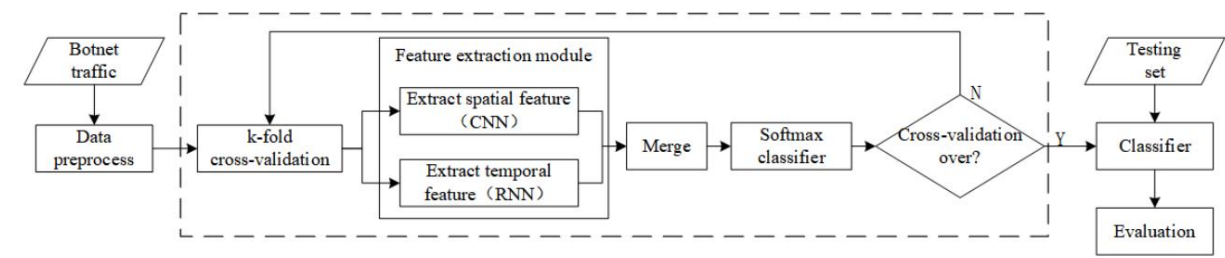 Botnet
traffic
Data
preprocess
k-fold
cross-validation
Feature extraction module
Extract spatial feature
（CNN）
Extract temporal
feature（RNN）
Merge
Softmax
classifier
Cross-validation
over?
N
Y
Testing
set
Classifier
Evaluation